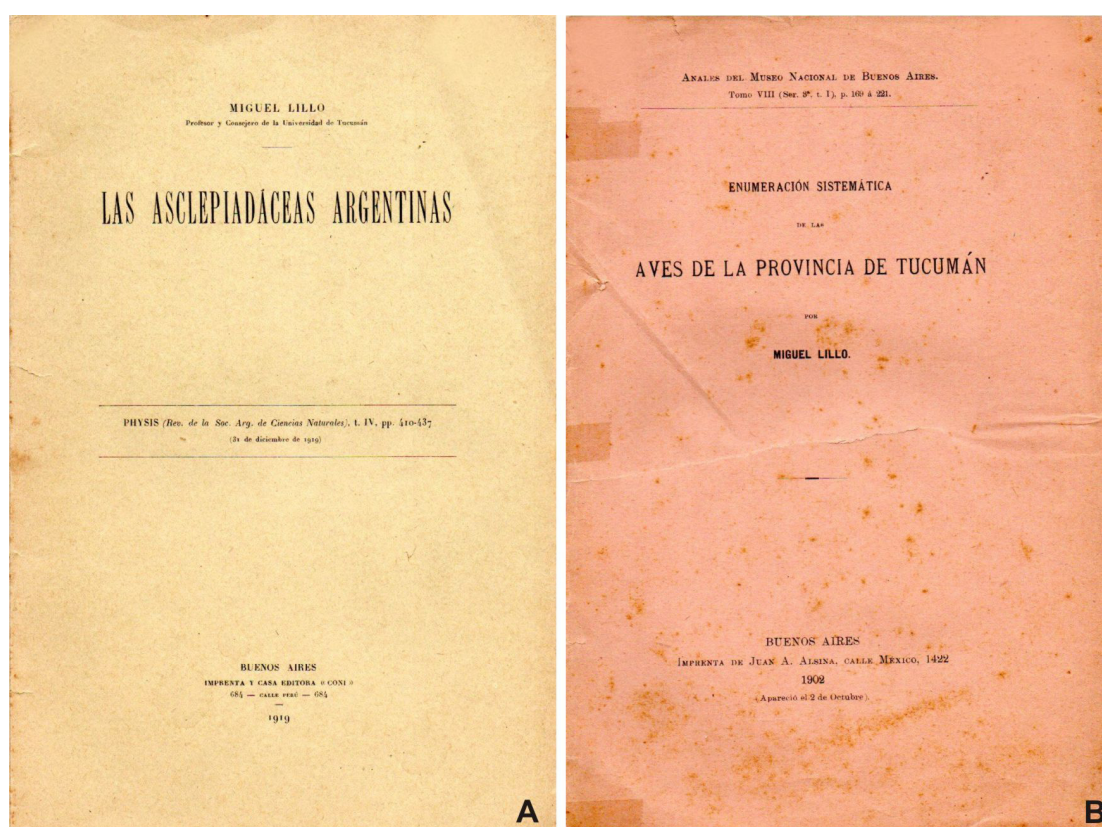 MIGUEL LILLO
Profesor y Consejero de la Universidad de Tucumán
LAS ASCLEPIADÁCEAS ARGENTINAS
PHYSIS (Rev. de la Soc. Arg. de Ciencias Naturales), t. IV, pp. 410-437
(31 de diciembre de 1919)
BUENOS AIRES
IMPRENTA Y CASA EDITORA « CONI »
684 — CALLE PERÚ — 684
1919
A
ANALES DEL MUSEO NACIONAL DE BUENOS AIRES.
Tomo VIII (Ser. 3ª, t. I), p. 169 á 221.
ENUMERACIÓN SISTEMÁTICA
DE LAS
AVES DE LA PROVINCIA DE TUCUMÁN
POR
MIGUEL LILLO.
BUENOS AIRES
IMPRENTA DE JUAN A. ALSINA, CALLE MÉXICO, 1422
1902
(Apareció el 2 de Octubre).
B